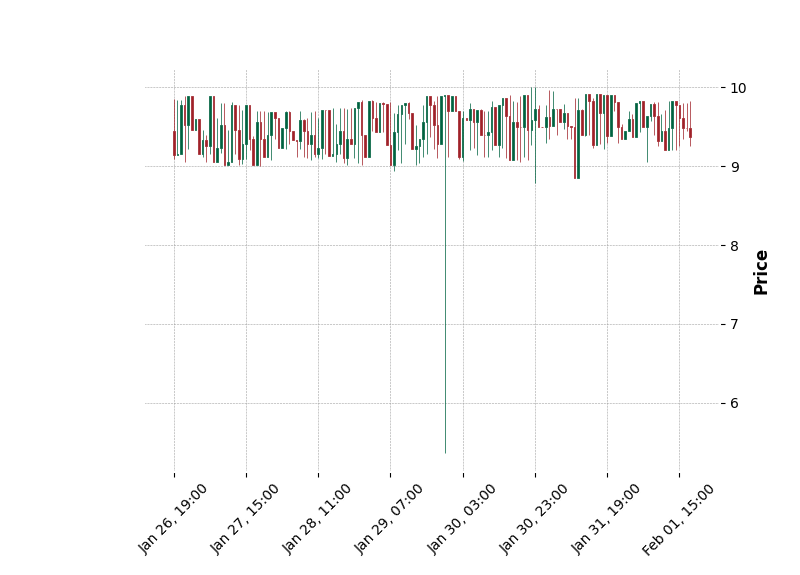 10
9
8
7
6
Price
Jan 26, 19:00
Jan 27, 15:00
Jan 28, 11:00
Jan 29, 07:00
Jan 30, 03:00
Jan 30, 23:00
Jan 31, 19:00
Feb 01, 15:00